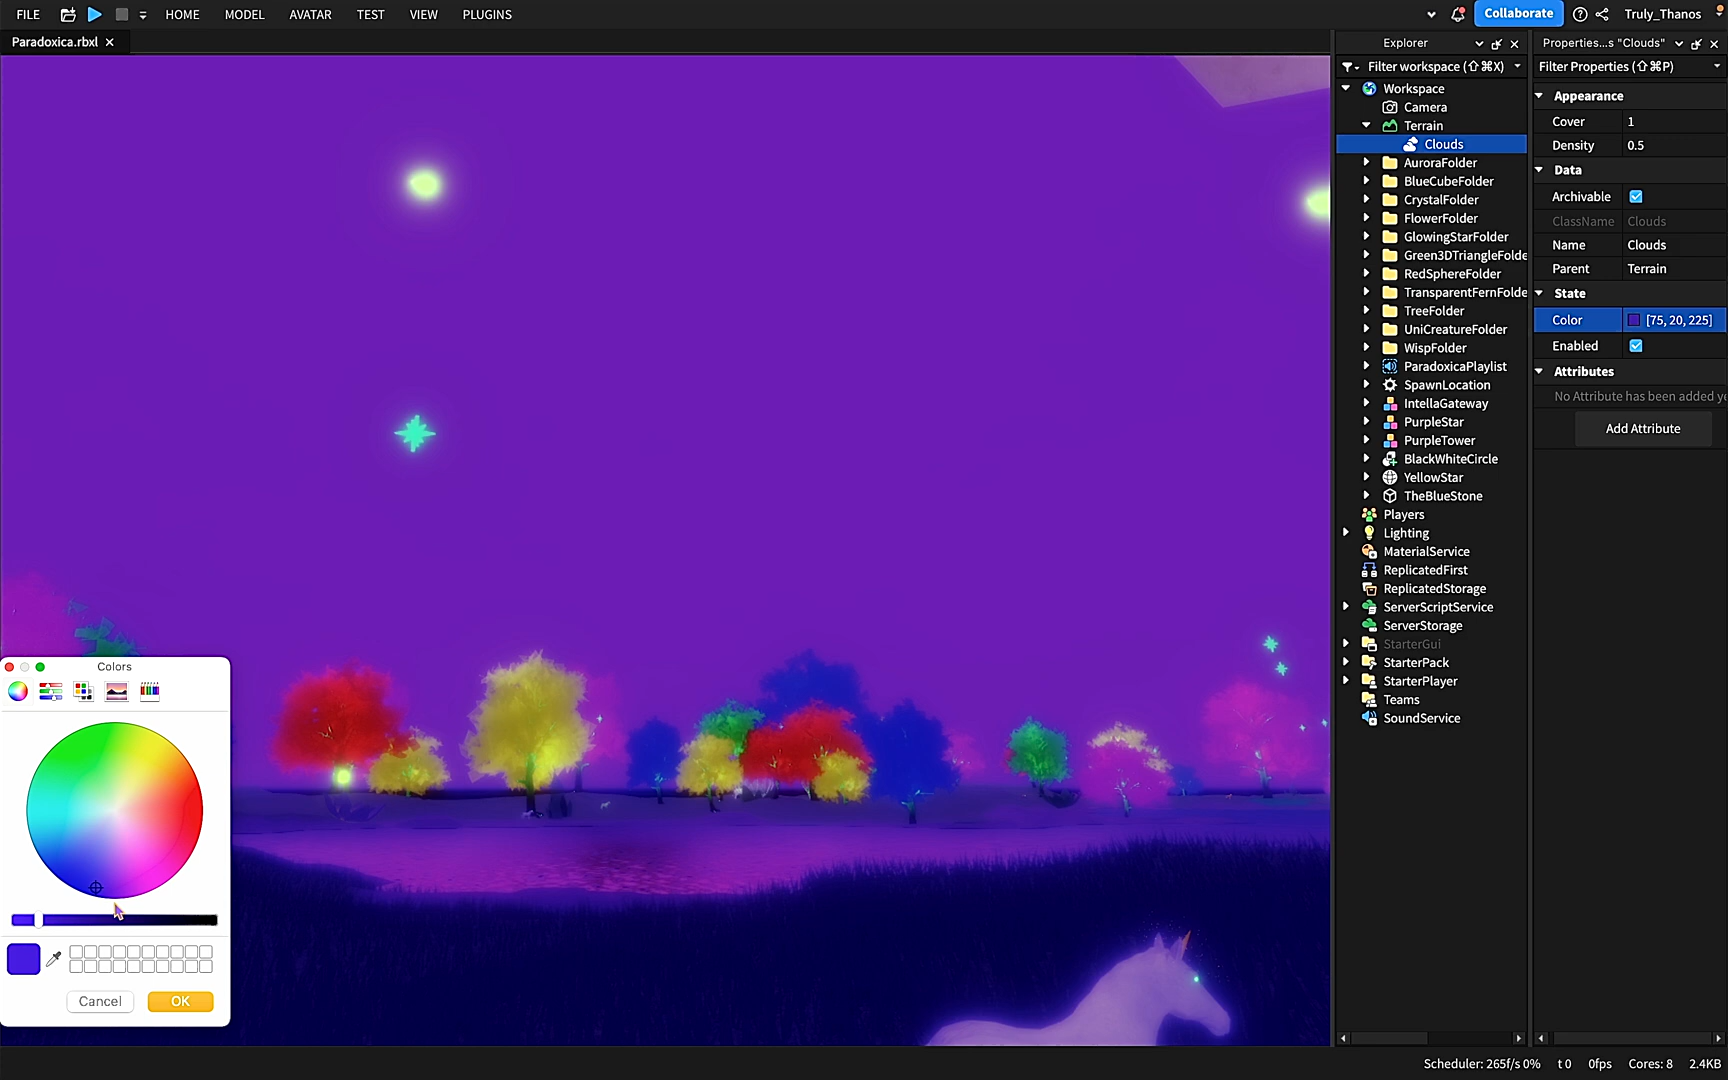 FILE HOME MODEL AVATAR TEST VIEW PLUGINS Collaborate Truly_Thanos
Paradoxica.rbxl
Explorer
Filter workspace (⇧⌘X)
Workspace
Camera
Terrain
Clouds
AuroraFolder
BlueCubeFolder
CrystalFolder
FlowerFolder
GlowingStarFolder
Green3DTriangleFolde
RedSphereFolder
TransparentFernFolde
TreeFolder
UniCreatureFolder
WispFolder
ParadoxicaPlaylist
SpawnLocation
IntellaGateway
PurpleStar
PurpleTower
BlackWhiteCircle
YellowStar
TheBlueStone
Players
Lighting
MaterialService
ReplicatedFirst
ReplicatedStorage
ServerScriptService
ServerStorage
StarterGui
StarterPack
StarterPlayer
Teams
SoundService
Properties...s "Clouds"
Filter Properties (⇧⌘P)
Appearance
Cover 1
Density 0.5
Data
Archivable
ClassName Clouds
Name Clouds
Parent Terrain
State
Color [75, 20, 225]
Enabled
Attributes
No Attribute has been added ye
Add Attribute
Colors
Cancel OK
Scheduler: 265f/s 0% t 0 0fps Cores: 8 2.4KB